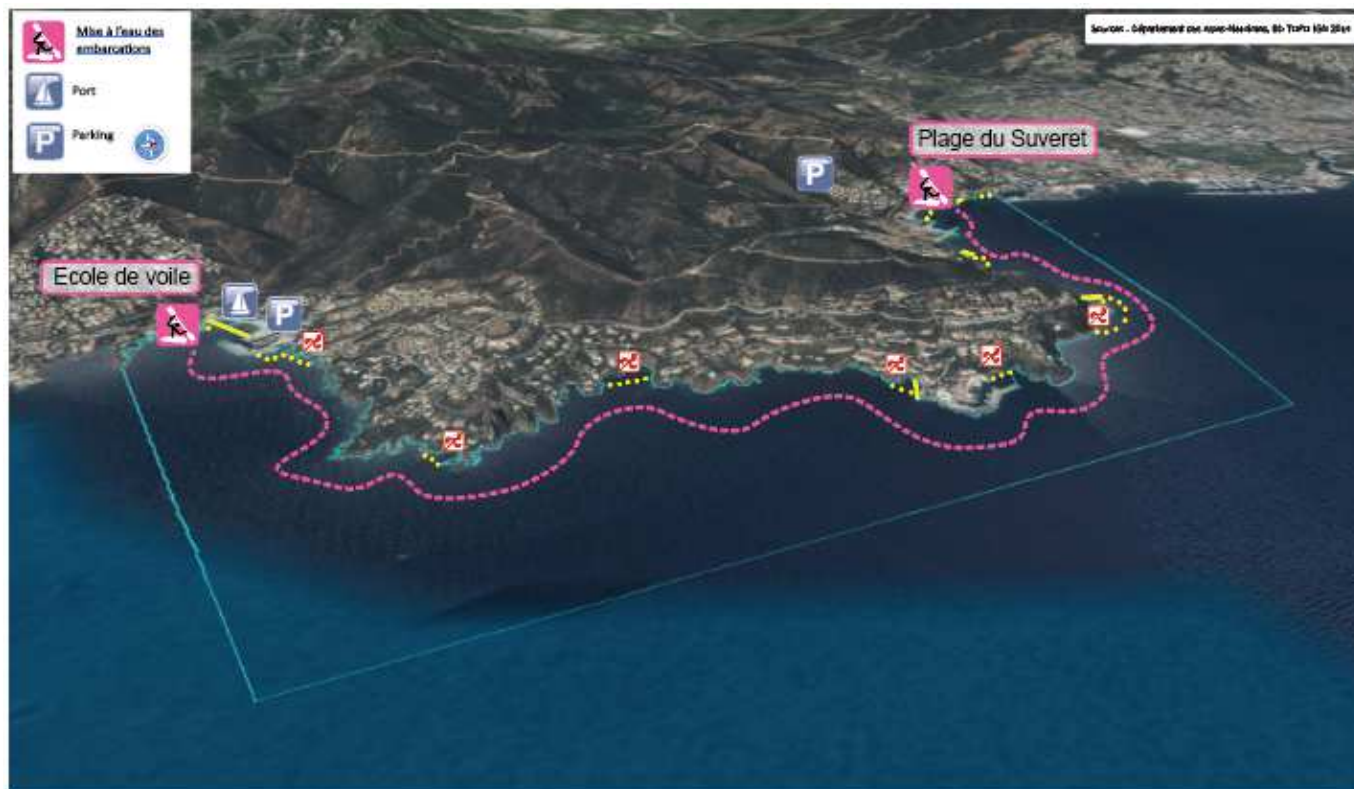 Mise à l'eau des
embarcations
Port
Parking
P
P
P
Plage du Suveret
Ecole de voile